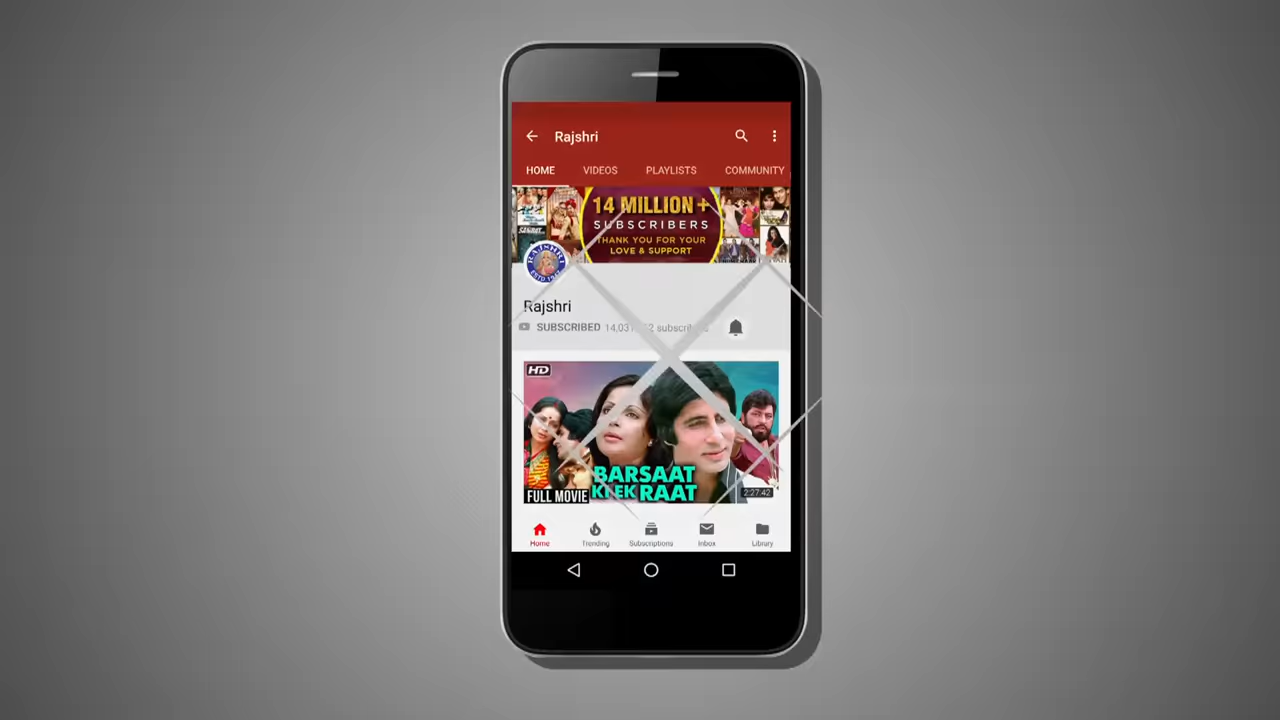 Rajshri
HOME VIDEOS PLAYLISTS COMMUNITY
14 MILLION +
SUBSCRIBERS
THANK YOU FOR YOUR
LOVE & SUPPORT
RAJSHRI
Rajshri
SUBSCRIBED
HD
BARSAAT
KI EK RAAT
FULL MOVIE
2:27:42
Home Trending Subscriptions Inbox Library